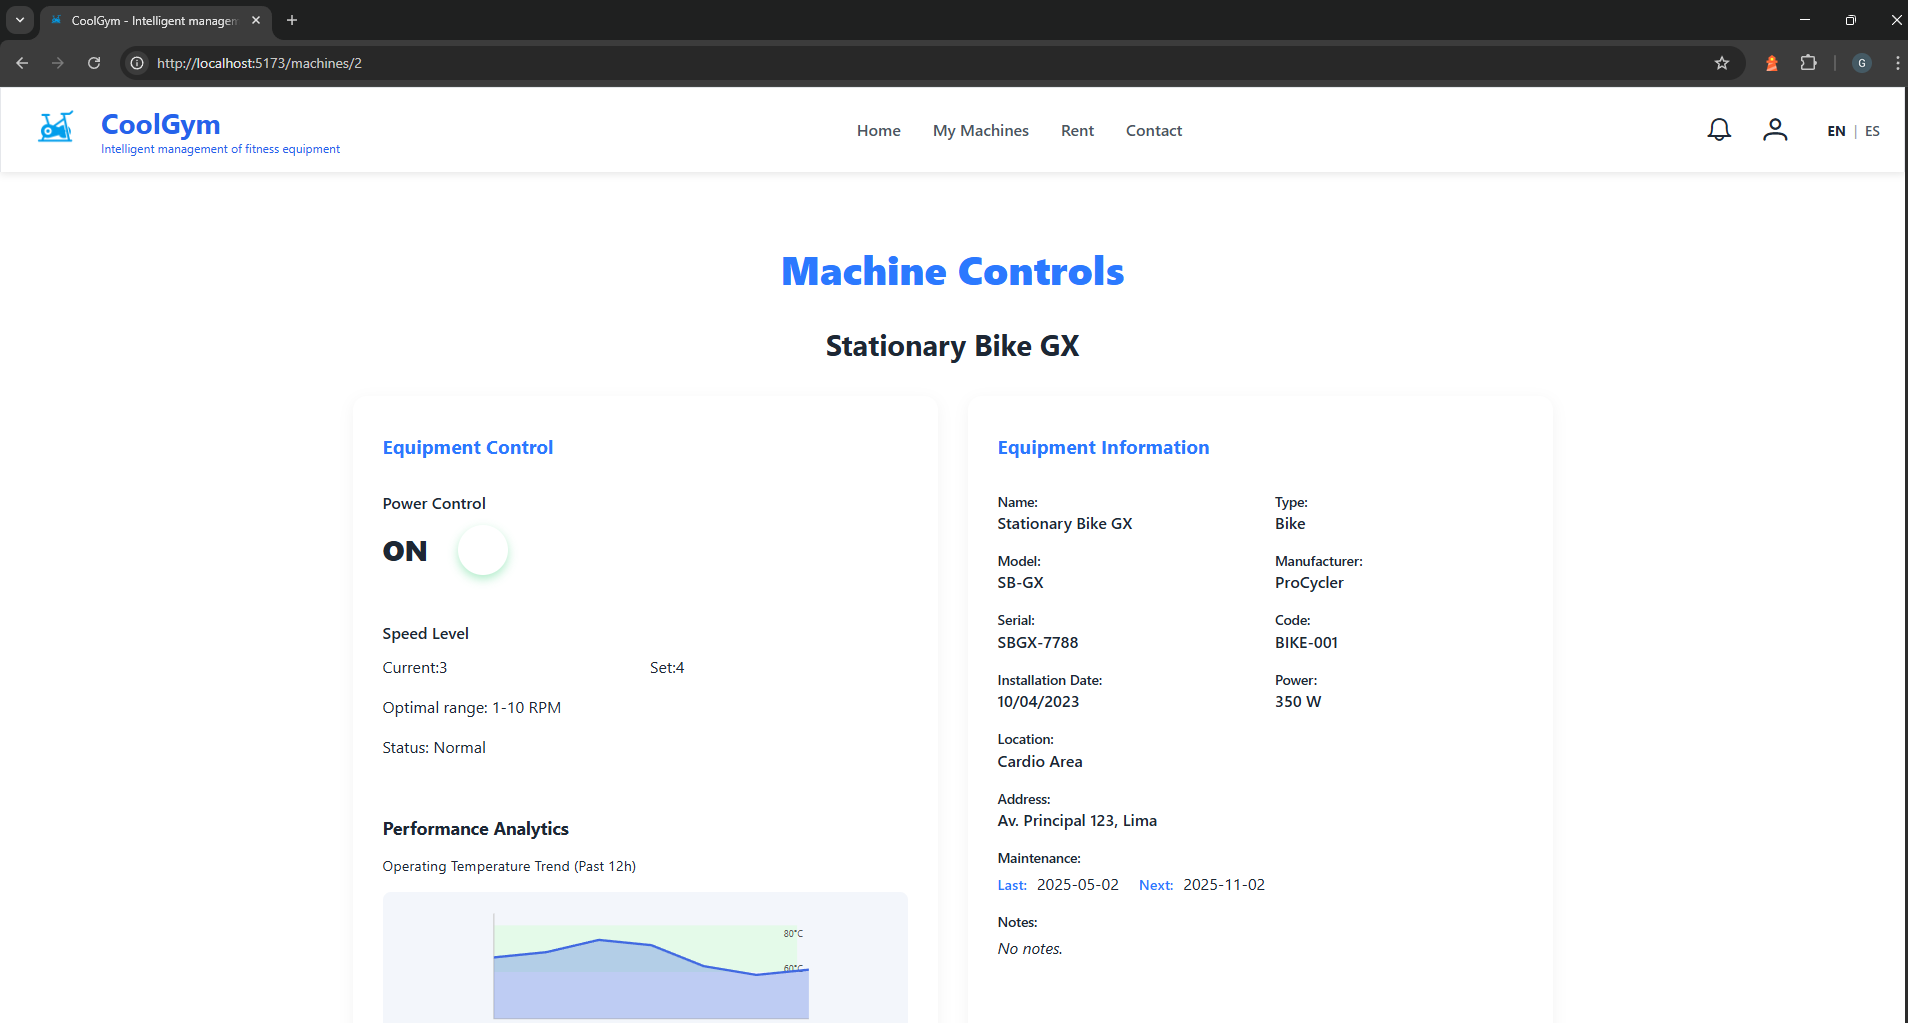 CoolGym - Intelligent managem
http://localhost:5173/machines/2
G
CoolGym
Intelligent management of fitness equipment
Home
My Machines
Rent
Contact
EN | ES
Machine Controls
Stationary Bike GX
Equipment Control
Power Control
ON
Speed Level
Current:3
Set:4
Optimal range: 1-10 RPM
Status: Normal
Performance Analytics
Operating Temperature Trend (Past 12h)
80°C
60°C
Equipment Information
Name:
Stationary Bike GX
Type:
Bike
Model:
SB-GX
Manufacturer:
ProCycler
Serial:
SBGX-7788
Code:
BIKE-001
Installation Date:
10/04/2023
Power:
350 W
Location:
Cardio Area
Address:
Av. Principal 123, Lima
Maintenance:
Last: 2025-05-02 Next: 2025-11-02
Notes:
No notes.